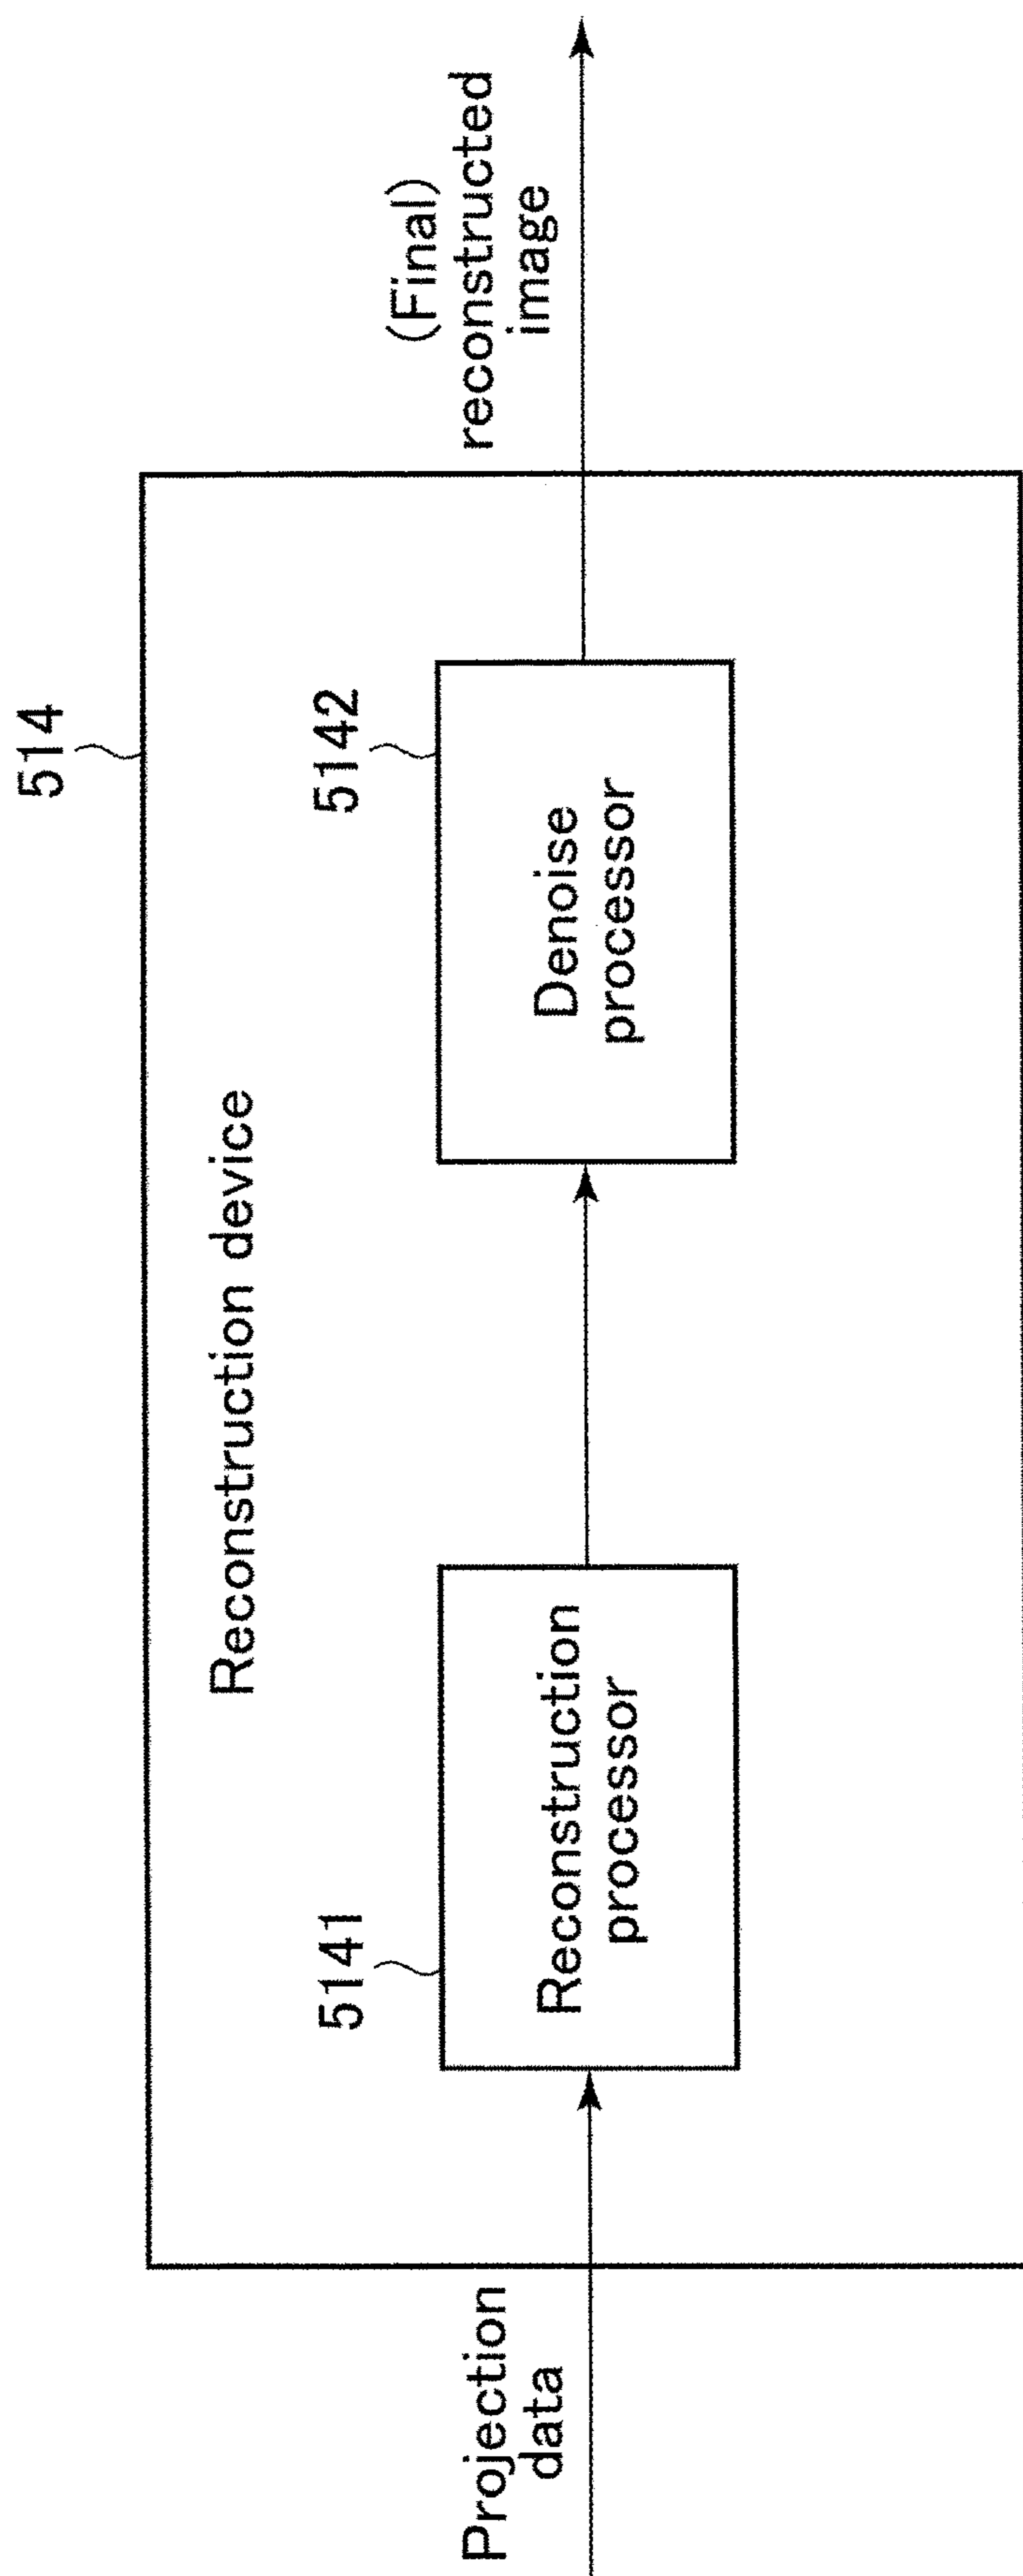 514
Reconstruction device
5141
5142
Projection
data
Reconstruction
processor
Denoise
processor
(Final)
reconstructed
image